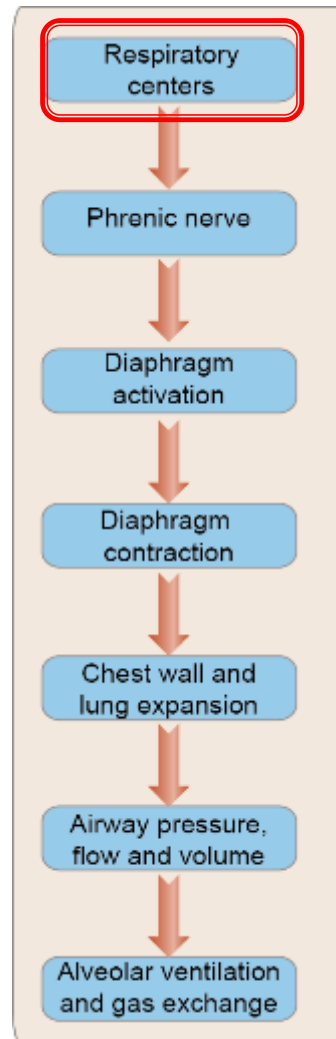 Respiratory
centers
Phrenic nerve
Diaphragm
activation
Diaphragm
contraction
Chest wall and
lung expansion
Airway pressure,
flow and volume
Alveolar ventilation
and gas exchange